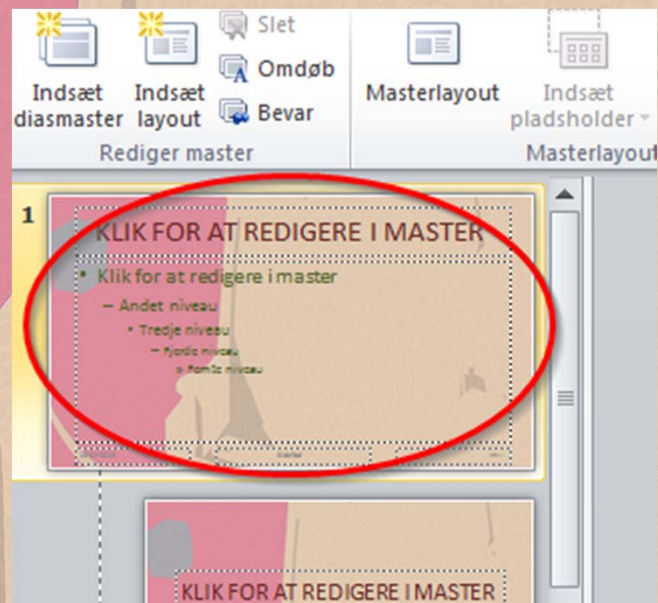 Slet
Omdøb
Bevar
Indsæt
diasmaster
Indsæt
layout
Rediger master
Masterlayout
Indsæt
pladsholder
Masterlayout
1
KLIK FOR AT REDIGERE I MASTER
• Klik for at redigere i master
– Andet niveau
• Tredje niveau
– Fjerde niveau
» Femte niveau
KLIK FOR AT REDIGERE I MASTER